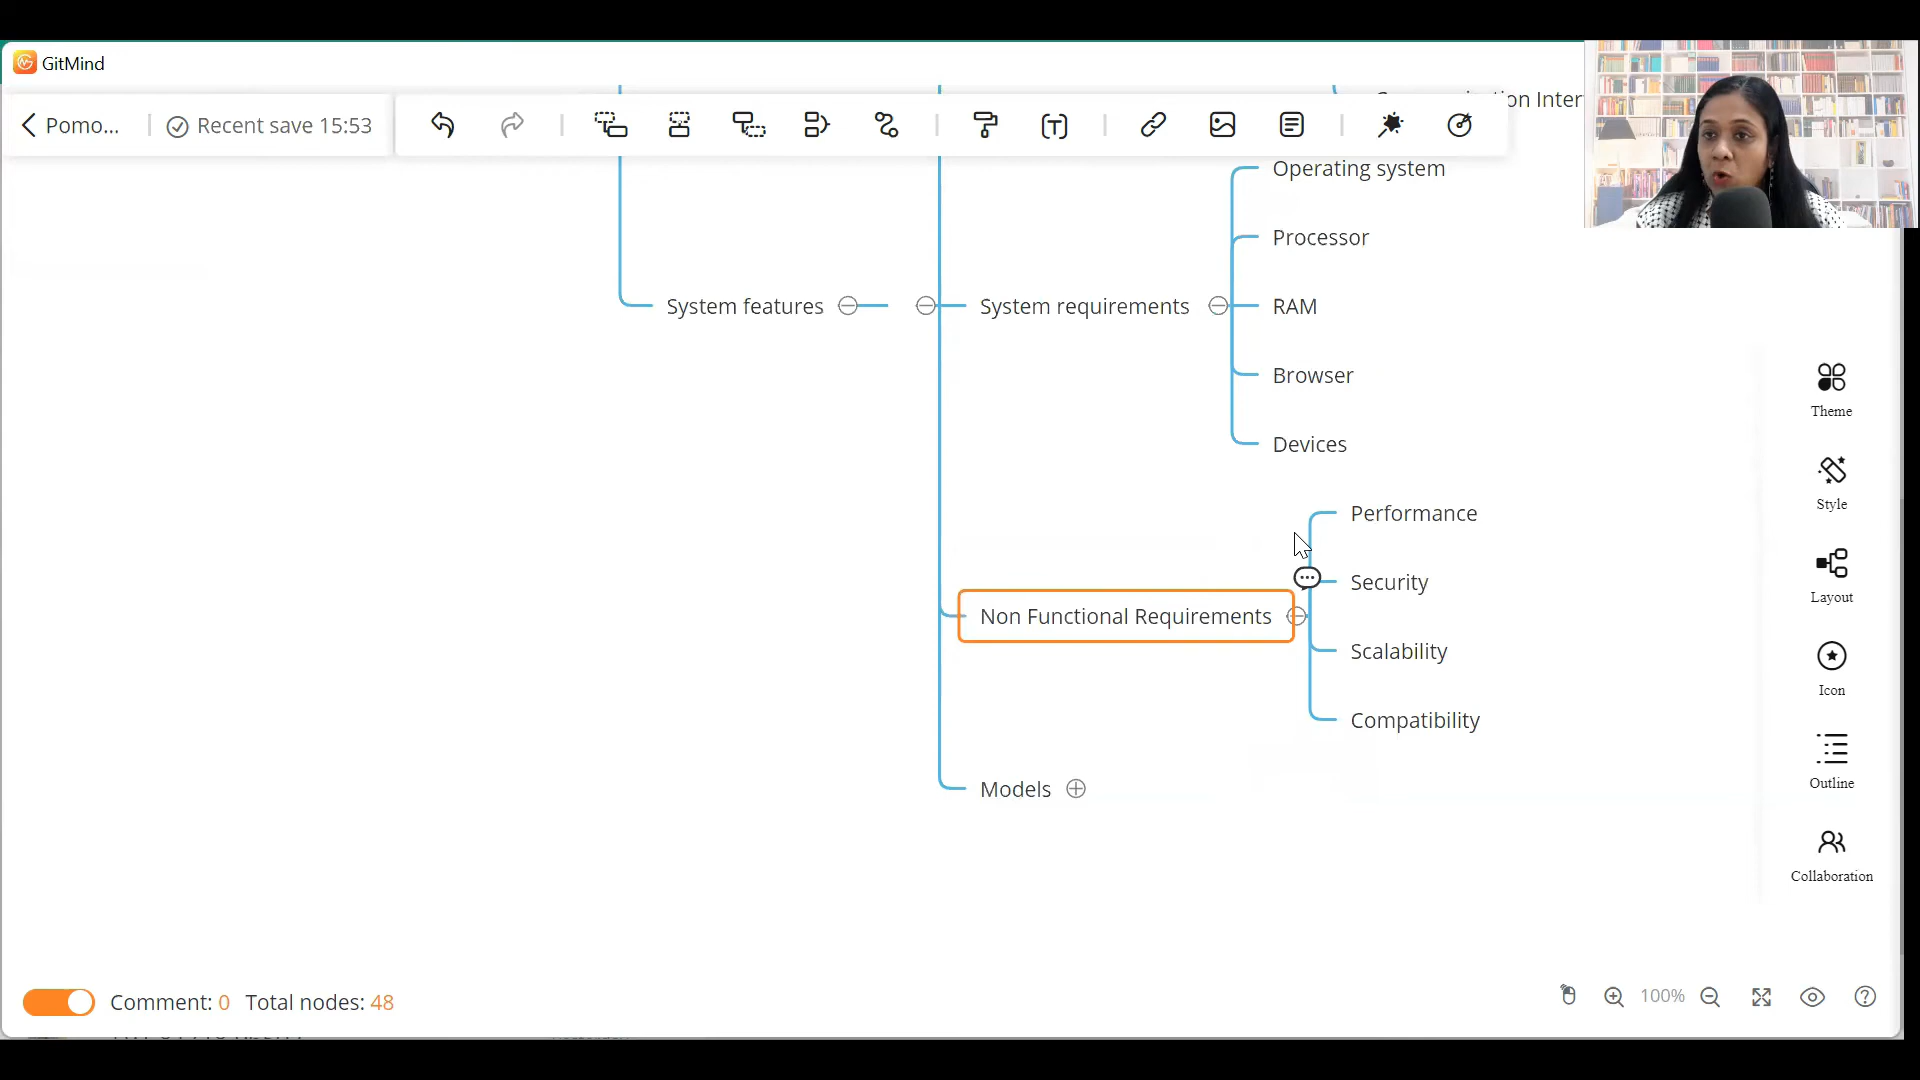 GitMind
Pomo...
Recent save 15:53
ion Inter
Operating system
Processor
System features
System requirements
RAM
Browser
Devices
Performance
Security
Non Functional Requirements
Scalability
Compatibility
Models
Theme
Style
Layout
Icon
Outline
Collaboration
Comment: 0 Total nodes: 48
100%